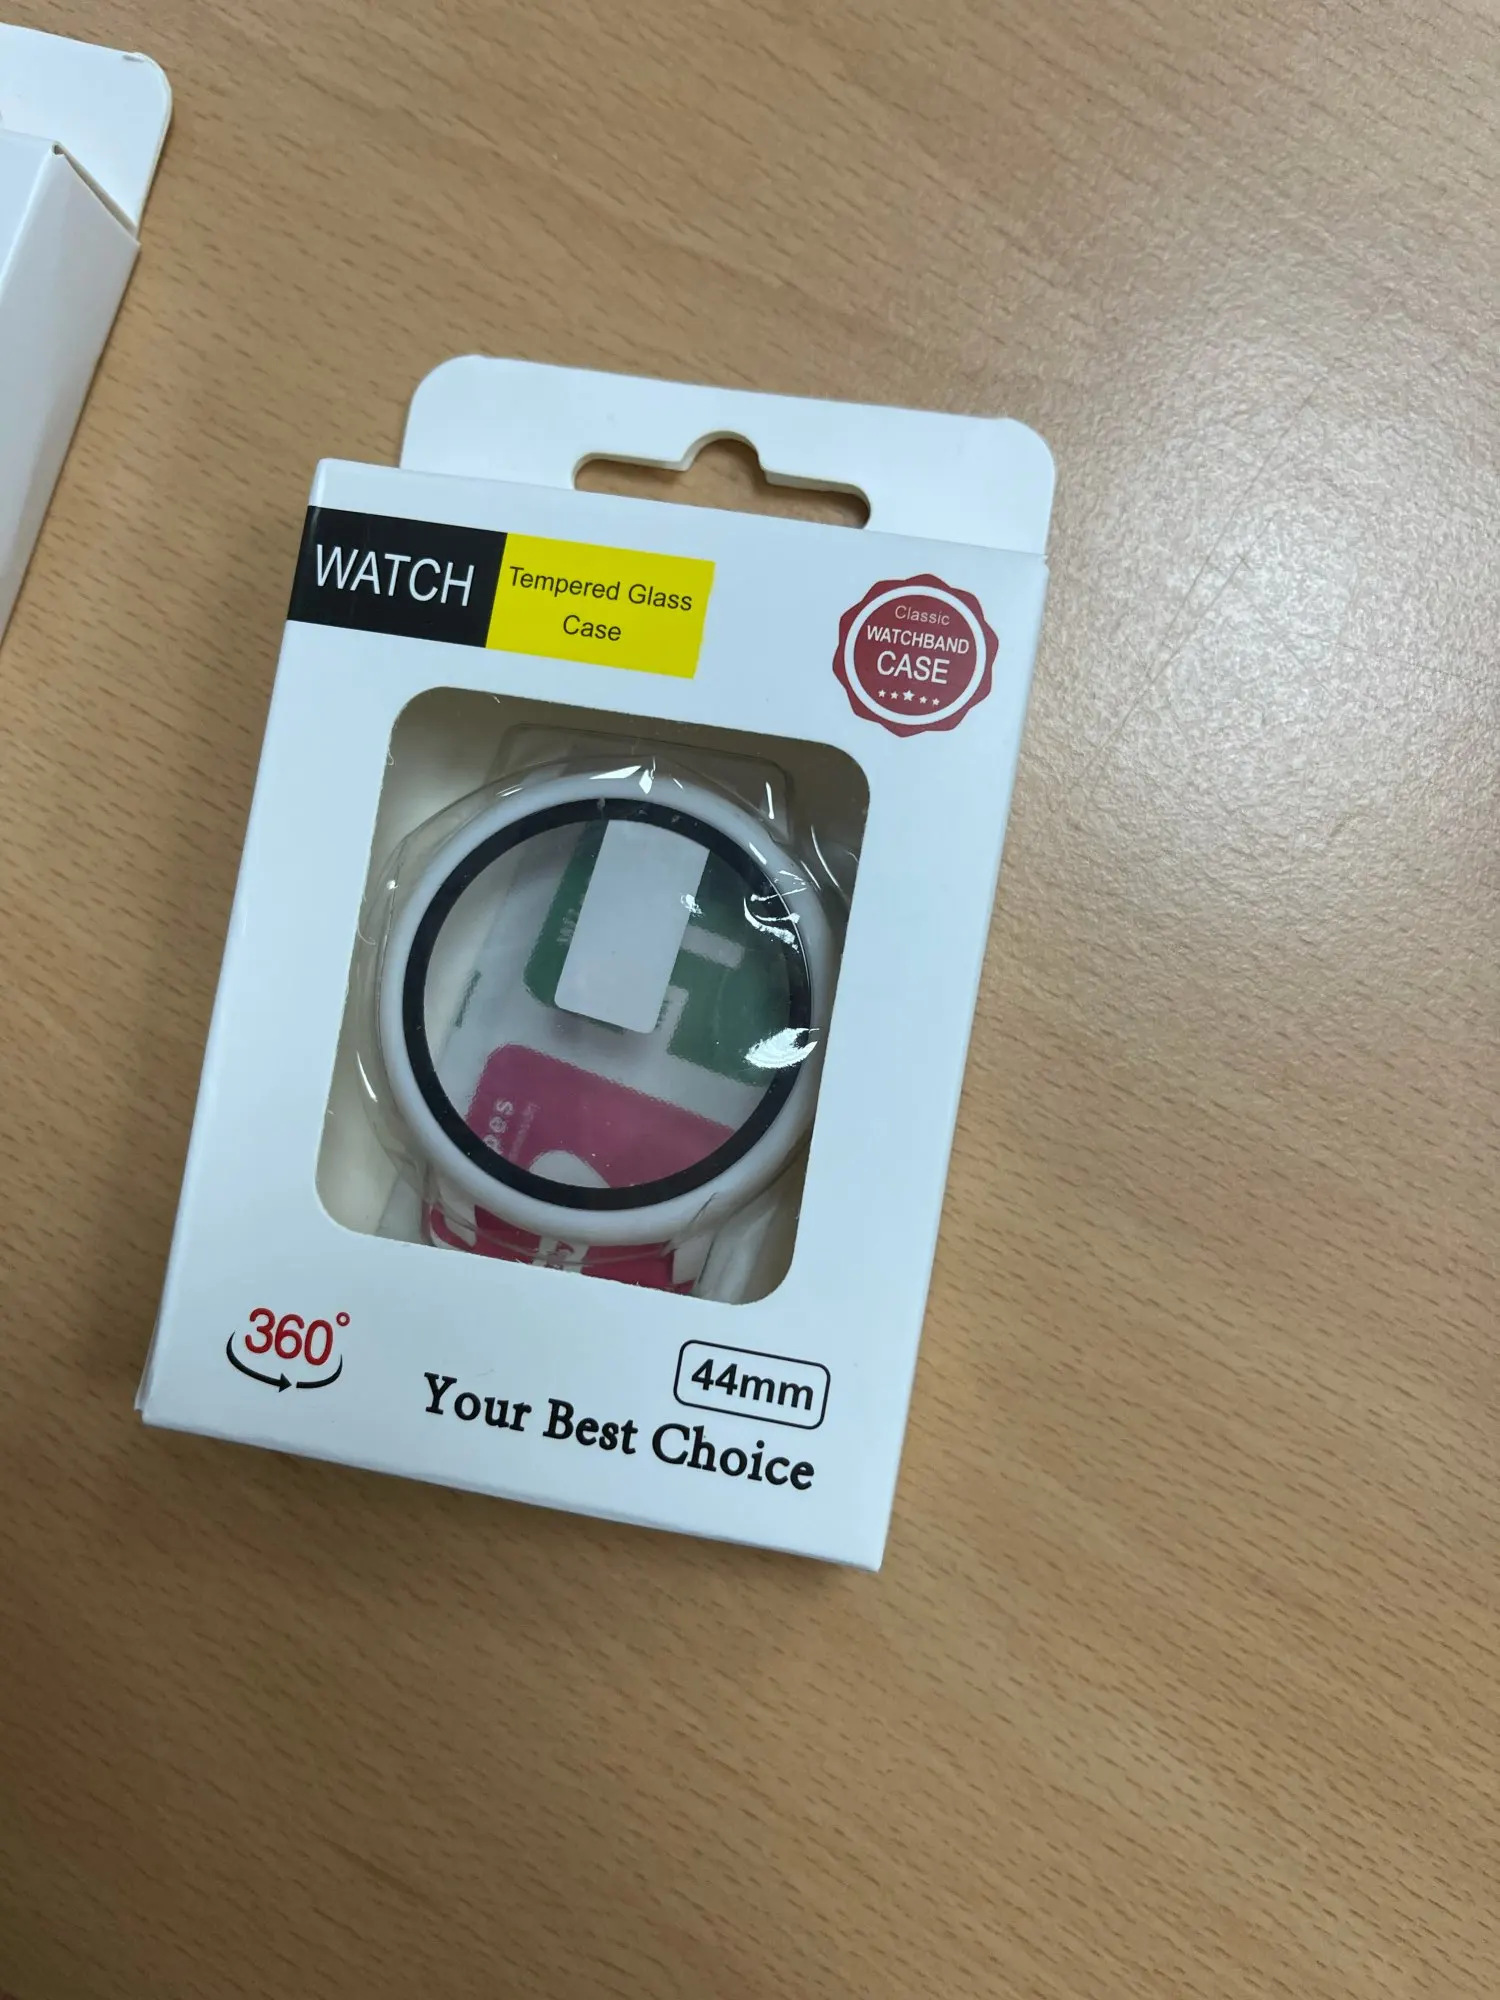 WATCH
Tempered Glass
Case
Classic
WATCHBAND
CASE
360°
44mm
Your Best Choice